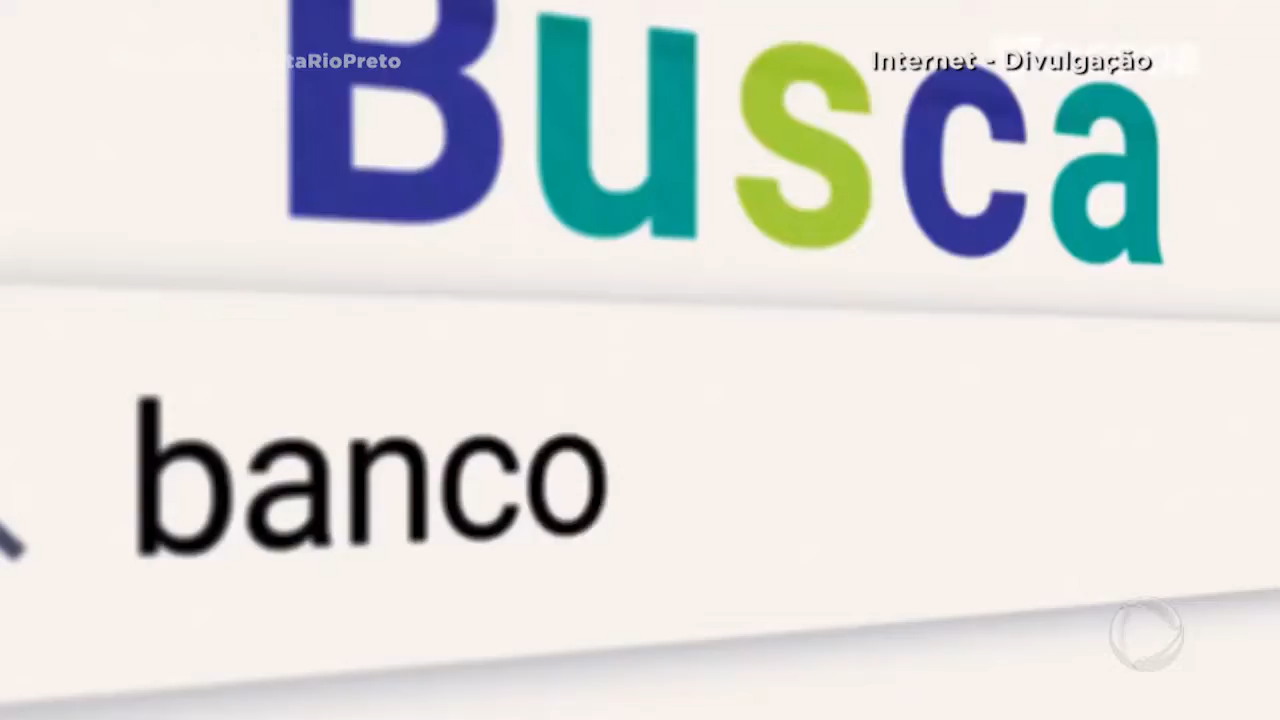 taRioPreto
Internet - Divulgação
Busca
banco